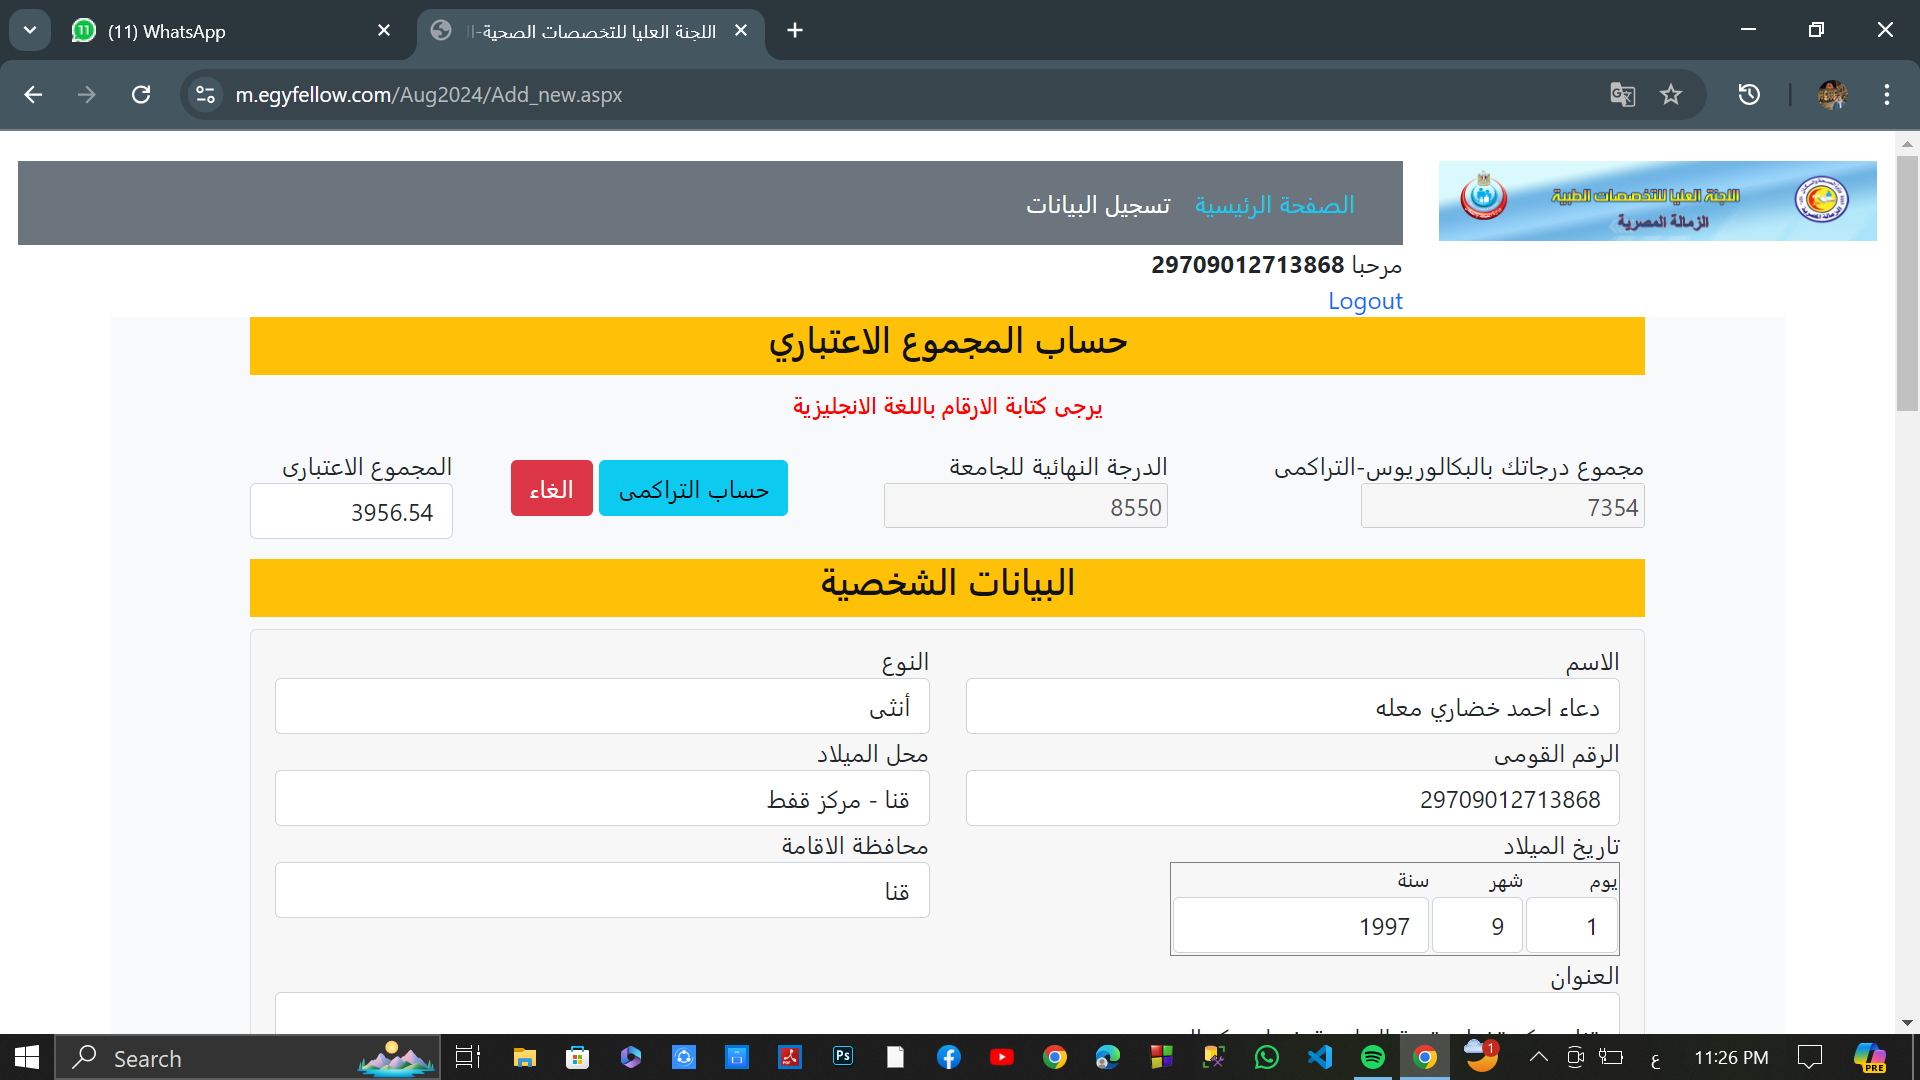 (11) WhatsApp
اللجنة العليا للتخصصات الصحية-ا
m.egyfellow.com/Aug2024/Add_new.aspx
اللجنة العليا للتخصصات الطبية
الزمالة المصرية
الصفحة الرئيسية تسجيل البيانات
مرحبا 29709012713868
Logout
حساب المجموع الاعتباري
يرجى كتابة الارقام باللغة الانجليزية
مجموع درجاتك بالبكالوريوس-التراكمى
7354
الدرجة النهائية للجامعة
8550
حساب التراكمى
الغاء
المجموع الاعتبارى
3956.54
البيانات الشخصية
الاسم
دعاء احمد خضاري معله
النوع
أنثى
الرقم القومى
29709012713868
محل الميلاد
قنا - مركز قفط
تاريخ الميلاد
يوم شهر سنة
1 9 1997
محافظة الاقامة
قنا
العنوان
Search
Ps
1
ع
11:26 PM
PRE